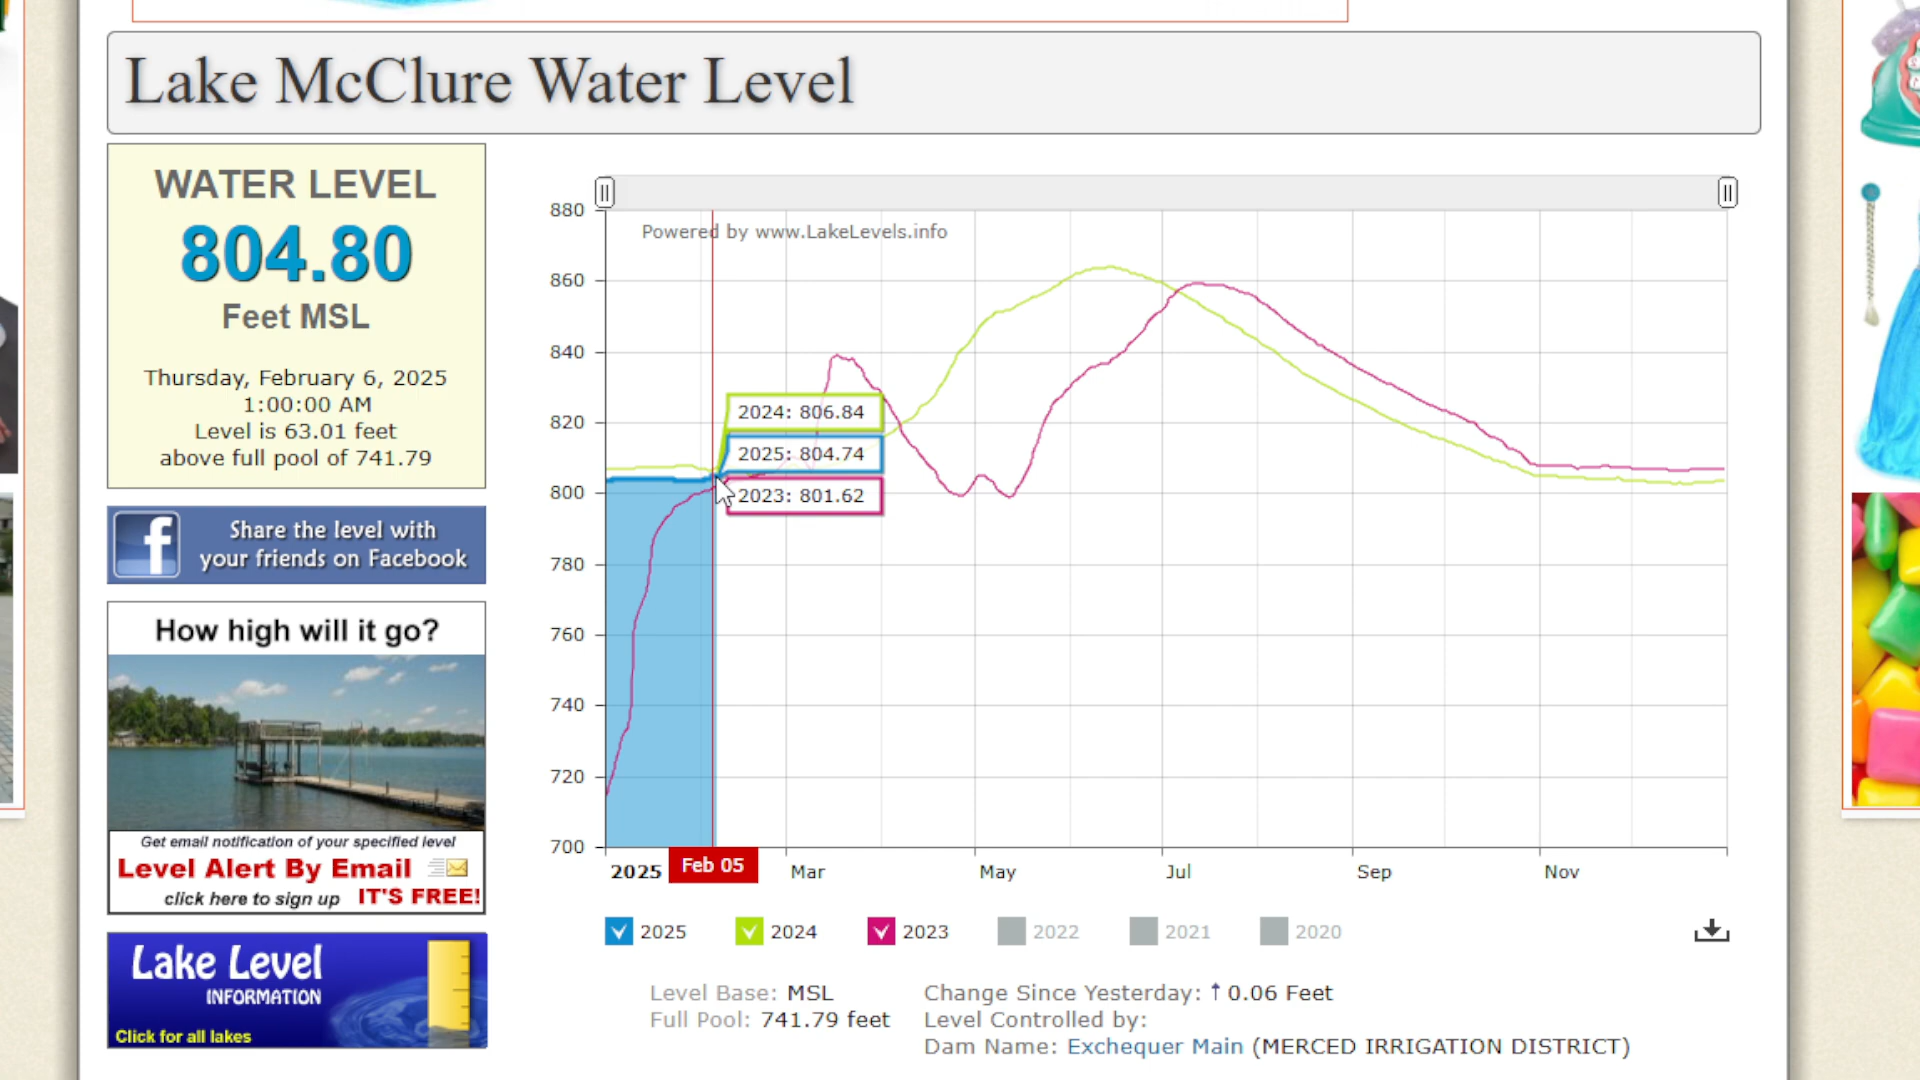 Lake McClure Water Level
WATER LEVEL
804.80
Feet MSL
Thursday, February 6, 2025
1:00:00 AM
Level is 63.01 feet
above full pool of 741.79
f
Share the level with
your friends on Facebook
How high will it go?
Get email notification of your specified level
Level Alert By Email
click here to sign up IT'S FREE!
Lake Level
INFORMATION
Click for all lakes
Powered by www.LakeLevels.info
880
860
840
820
800
780
760
740
720
700
2024: 806.84
2025: 804.74
2023: 801.62
2025 Feb 05 Mar May Jul Sep Nov
2025 2024 2023 2022 2021 2020
Level Base: MSL
Full Pool: 741.79 feet
Change Since Yesterday: ↑ 0.06 Feet
Level Controlled by:
Dam Name: Exchequer Main (MERCED IRRIGATION DISTRICT)